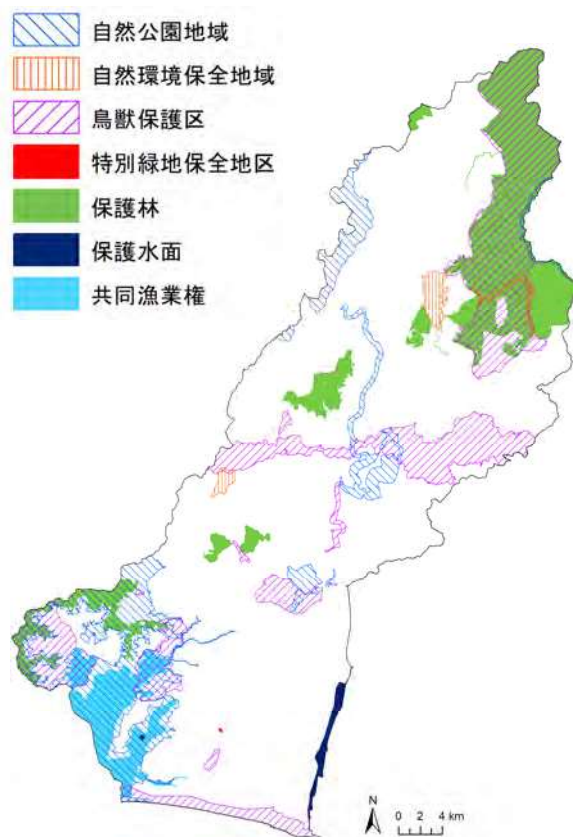 自然公園地域
自然環境保全地域
鳥獣保護区
特別緑地保全地区
保護林
保護水面
共同漁業権
N
0 2 4 km